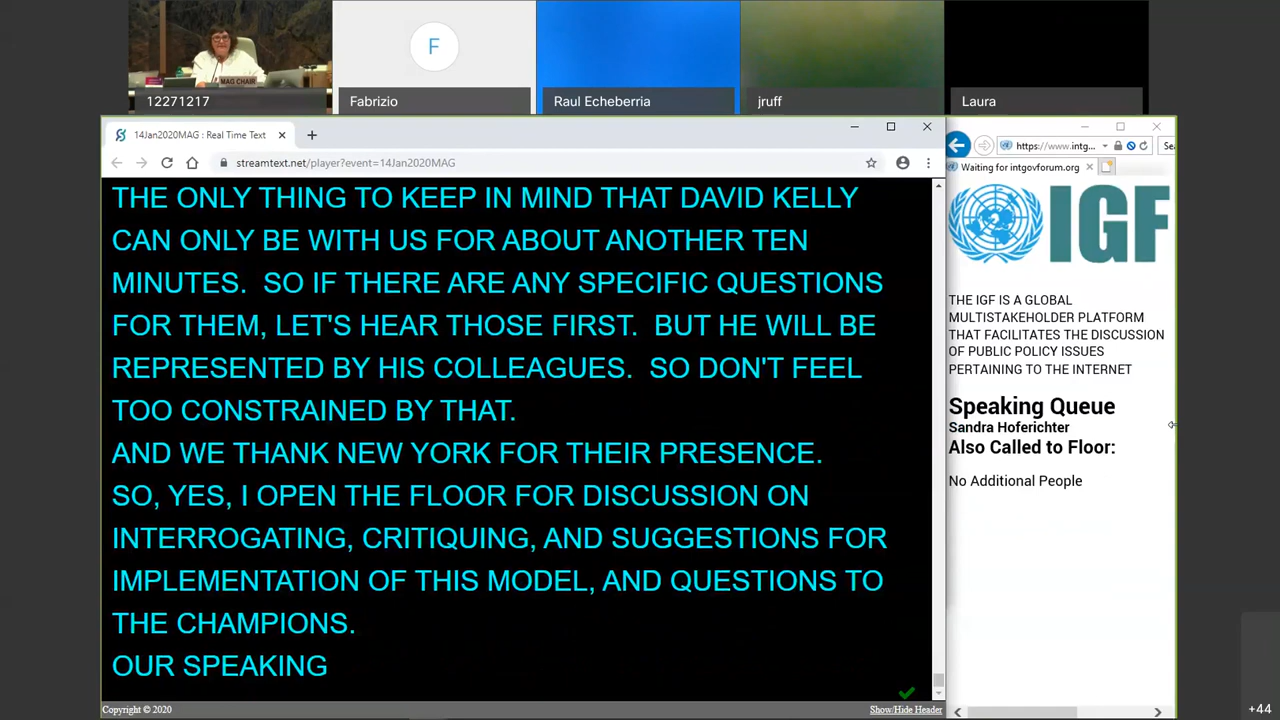 F
MAG CHAIR
12271217
Fabrizio
Raul Echeberria
jruff
Laura
14Jan2020MAG : Real Time Text
streamtext.net/player?event=14Jan2020MAG
THE ONLY THING TO KEEP IN MIND THAT DAVID KELLY
CAN ONLY BE WITH US FOR ABOUT ANOTHER TEN
MINUTES.  SO IF THERE ARE ANY SPECIFIC QUESTIONS
FOR THEM, LET'S HEAR THOSE FIRST.  BUT HE WILL BE
REPRESENTED BY HIS COLLEAGUES.  SO DON'T FEEL
TOO CONSTRAINED BY THAT.
AND WE THANK NEW YORK FOR THEIR PRESENCE.
SO, YES, I OPEN THE FLOOR FOR DISCUSSION ON
INTERROGATING, CRITIQUING, AND SUGGESTIONS FOR
IMPLEMENTATION OF THIS MODEL, AND QUESTIONS TO
THE CHAMPIONS.
OUR SPEAKING
Copyright © 2020
Show/Hide Header
https://www.intg...
Sea
Waiting for intgovforum.org
IGF
THE IGF IS A GLOBAL
MULTISTAKEHOLDER PLATFORM
THAT FACILITATES THE DISCUSSION
OF PUBLIC POLICY ISSUES
PERTAINING TO THE INTERNET
Speaking Queue
Sandra Hoferichter
Also Called to Floor:
No Additional People
+44